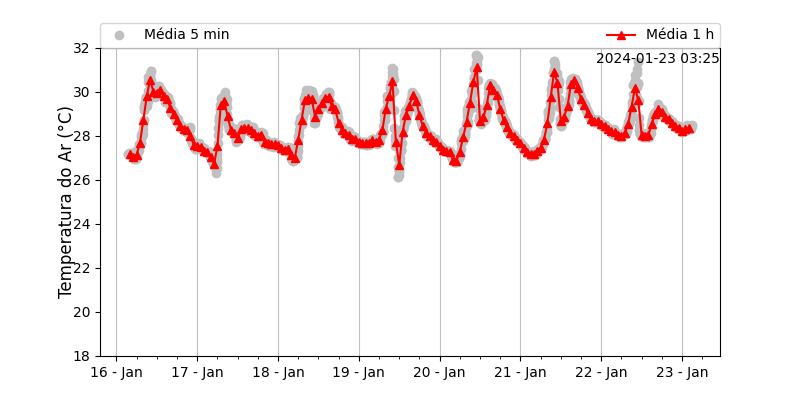 Média 5 min
Média 1 h
2024-01-23 03:25
Temperatura do Ar (°C)
32
30
28
26
24
22
20
18
16 - Jan
17 - Jan
18 - Jan
19 - Jan
20 - Jan
21 - Jan
22 - Jan
23 - Jan